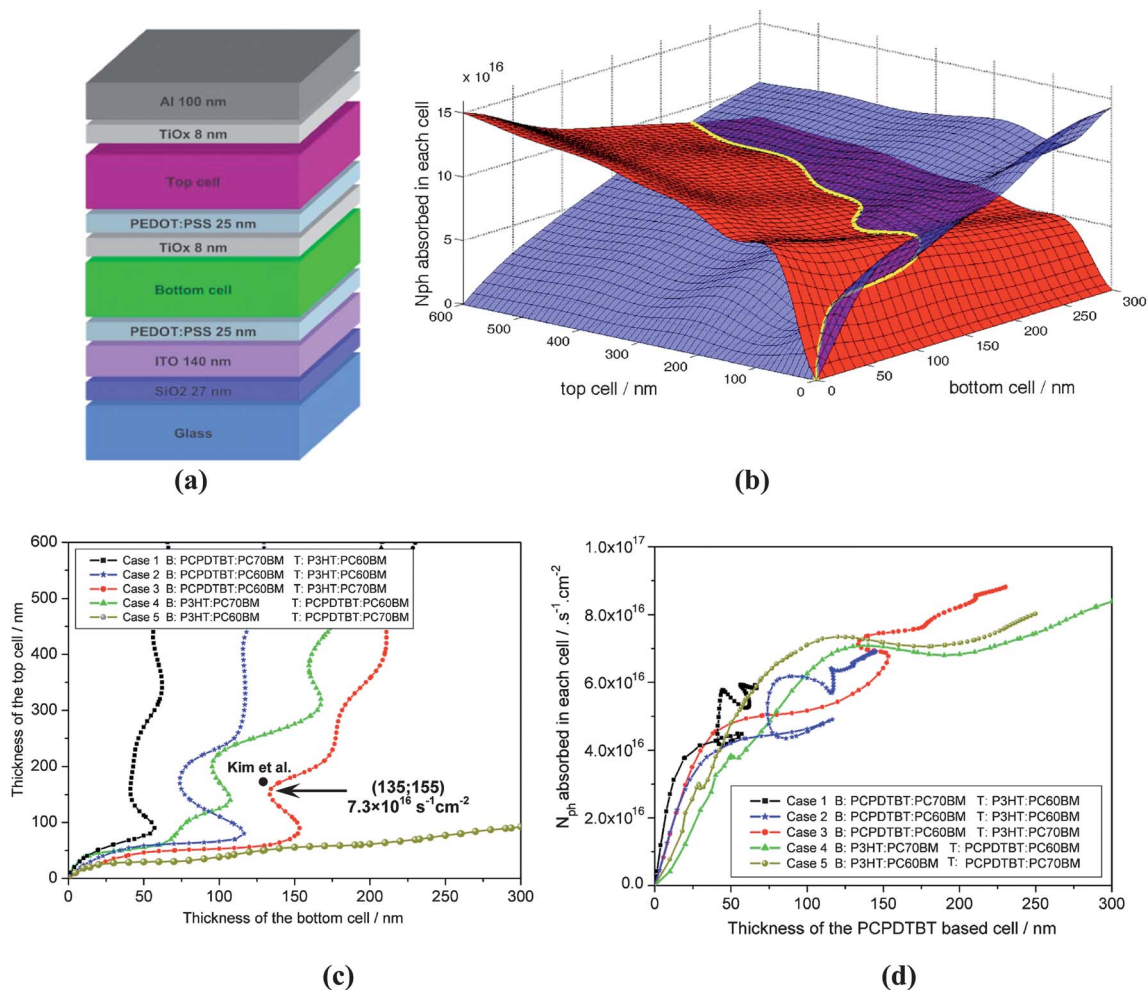 Al 100 nm
TiOx 8 nm
Top cell
PEDOT:PSS 25 nm
TiOx 8 nm
Bottom cell
PEDOT:PSS 25 nm
ITO 140 nm
SiO2 27 nm
Glass
(a)
x 10^16
15
10
5
0
Nph absorbed in each cell
600
500
400
300
200
100
0
top cell / nm
0
50
100
150
200
250
300
bottom cell / nm
(b)
600
500
400
300
200
100
0
Thickness of the top cell / nm
Case 1 B: PCPDTBT:PC70BM T: P3HT:PC60BM
Case 2 B: PCPDTBT:PC60BM T: P3HT:PC60BM
Case 3 B: PCPDTBT:PC60BM T: P3HT:PC70BM
Case 4 B: P3HT:PC70BM T: PCPDTBT:PC60BM
Case 5 B: P3HT:PC60BM T: PCPDTBT:PC70BM
Kim et al.
(135;155)
7.3×10^16 s^-1cm^-2
0 50 100 150 200 250 300
Thickness of the bottom cell / nm
(c)
1.0x10^17
8.0x10^16
6.0x10^16
4.0x10^16
2.0x10^16
0.0
N_ph absorbed in each cell / .s^-1.cm^-2
Case 1 B: PCPDTBT:PC70BM T: P3HT:PC60BM
Case 2 B: PCPDTBT:PC60BM T: P3HT:PC60BM
Case 3 B: PCPDTBT:PC60BM T: P3HT:PC70BM
Case 4 B: P3HT:PC70BM T: PCPDTBT:PC60BM
Case 5 B: P3HT:PC60BM T: PCPDTBT:PC70BM
0 50 100 150 200 250 300
Thickness of the PCPDTBT based cell / nm
(d)